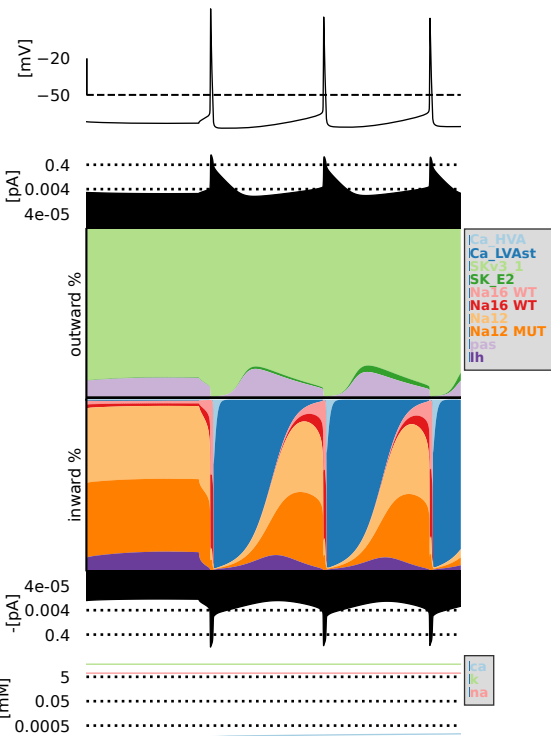 [mV]
−20
−50
[pA]
0.4
0.004
4e-05
outward %
Ca_HVA
Ca_LVAst
SKv3_1
SK_E2
Na16 WT
Na16 WT
Na12
Na12 MUT
pas
Ih
inward %
4e-05
0.004
0.4
-[pA]
ca
k
na
5
0.05
0.0005
[mM]